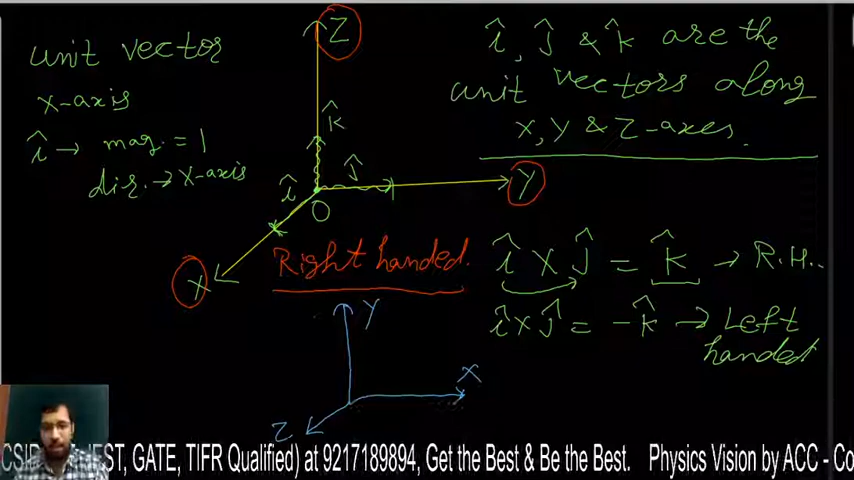 unit vector
x-axis
î → mag. = 1
dir. → x-axis
Z
k̂
ĵ
î
O
Y
X
î, ĵ & k̂ are the
unit vectors along
x, y & z-axes.
Right handed.
î × ĵ = k̂ → R.H..
î × ĵ = -k̂ → Left
handed
Y
X
Z
EST, GATE, TIFR Qualified) at 9217189894, Get the Best & Be the Best. Physics Vision by ACC - Co